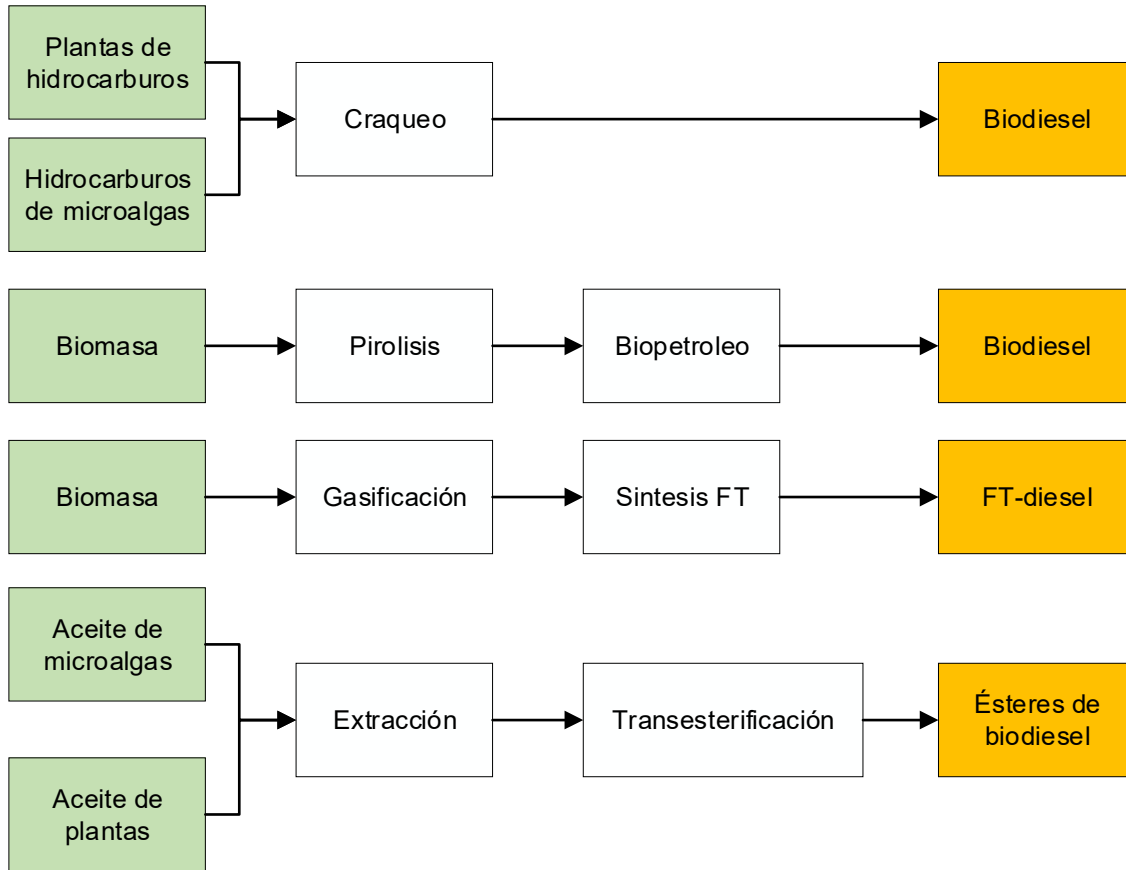 Plantas de
hidrocarburos
Craqueo
Biodiesel
Hidrocarburos
de microalgas
Biomasa
Pirolisis
Biopetroleo
Biodiesel
Biomasa
Gasificación
Sintesis FT
FT-diesel
Aceite de
microalgas
Extracción
Transesterificación
Ésteres de
biodiesel
Aceite de
plantas